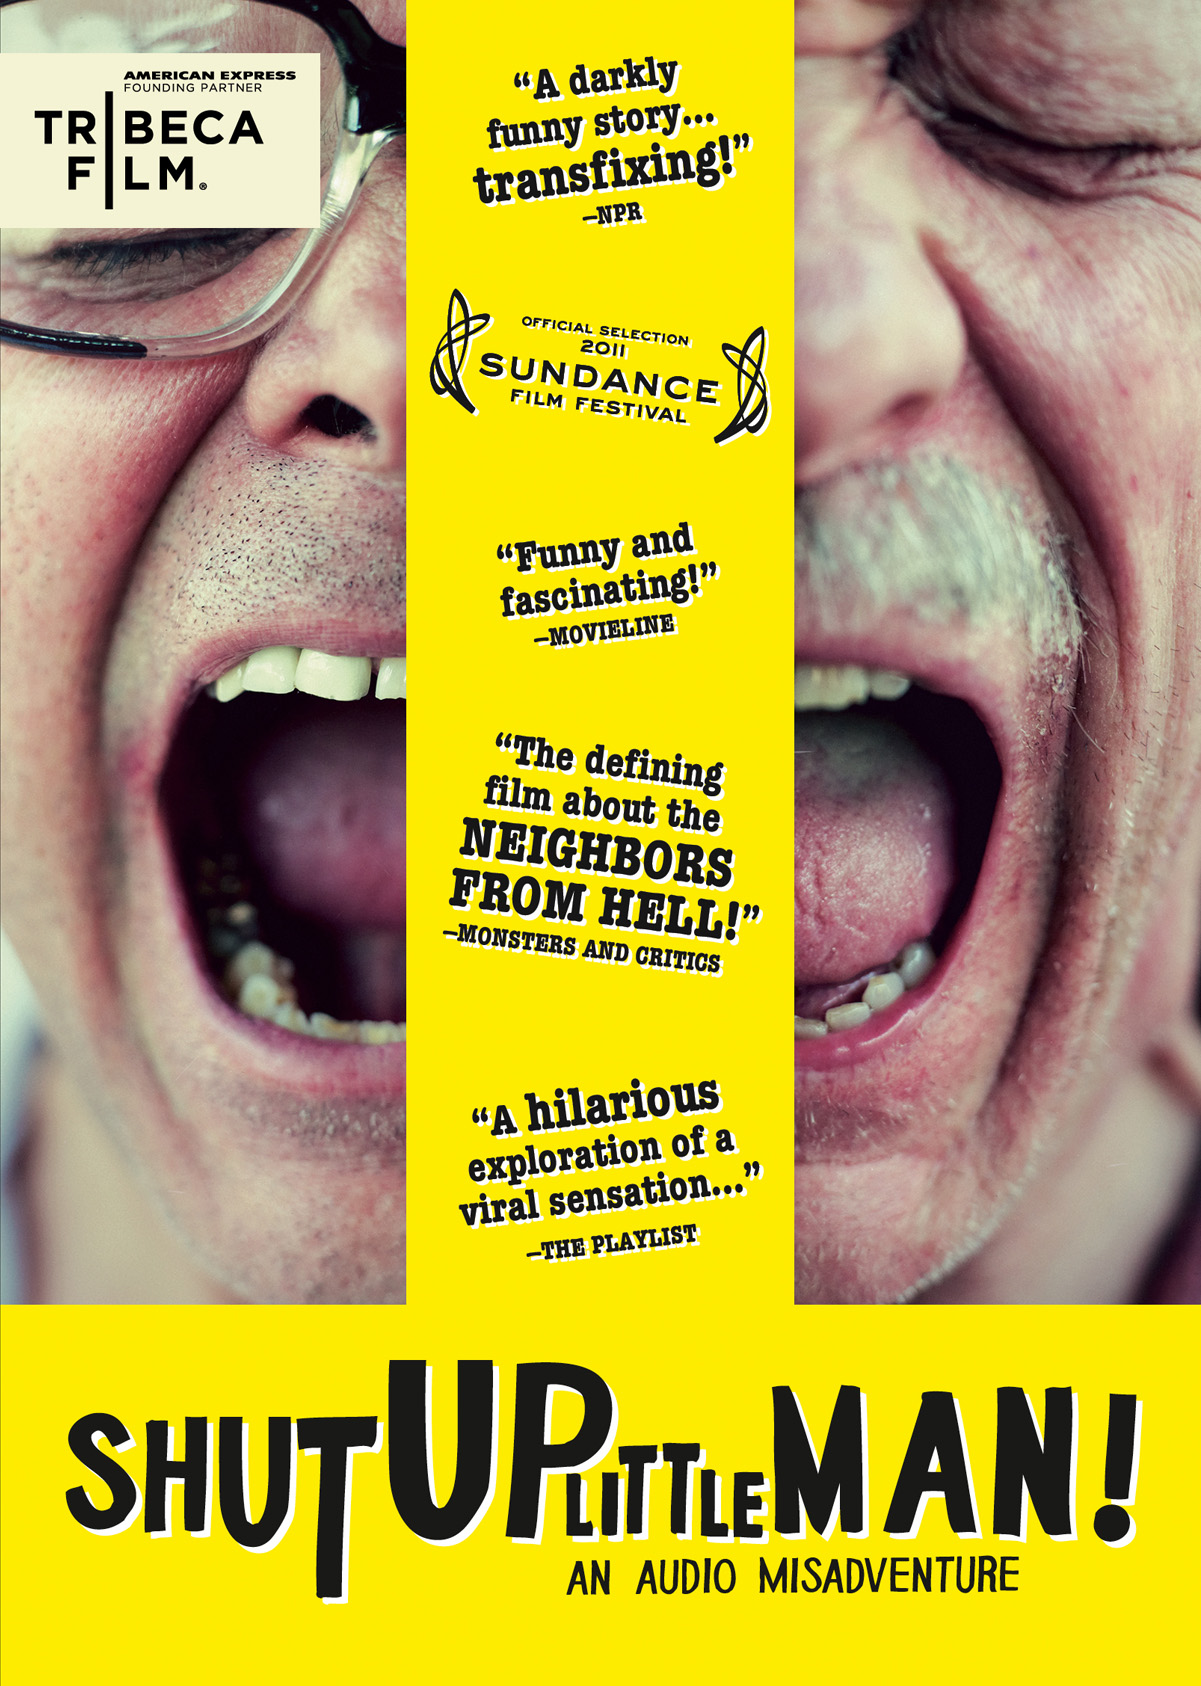 AMERICAN EXPRESS
FOUNDING PARTNER
TRIBECA
FILM®
“A darkly
funny story...
transfixing!”
–NPR
OFFICIAL SELECTION
2011
SUNDANCE
FILM FESTIVAL
“Funny and
fascinating!”
–MOVIELINE
“The defining
film about the
NEIGHBORS
FROM HELL!”
–MONSTERS AND CRITICS
“A hilarious
exploration of a
viral sensation...”
–THE PLAYLIST
SHUT UP LITTLE MAN!
AN AUDIO MISADVENTURE